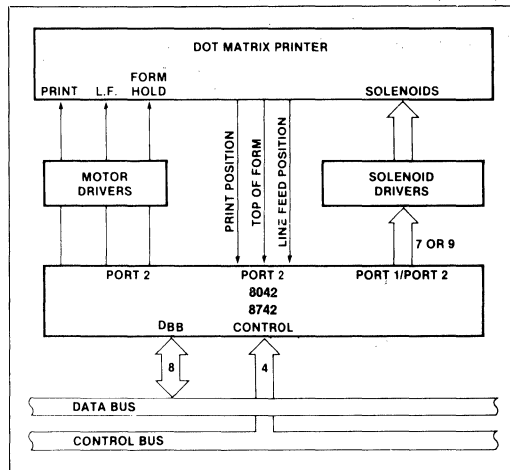 DOT MATRIX PRINTER
FORM
PRINT L.F. HOLD SOLENOIDS
MOTOR
DRIVERS
PRINT POSITION
TOP OF FORM
LINE FEED POSITION
SOLENOID
DRIVERS
7 OR 9
PORT 2 PORT 2 PORT 1/PORT 2
8042
8742
DBB CONTROL
8 4
DATA BUS
CONTROL BUS